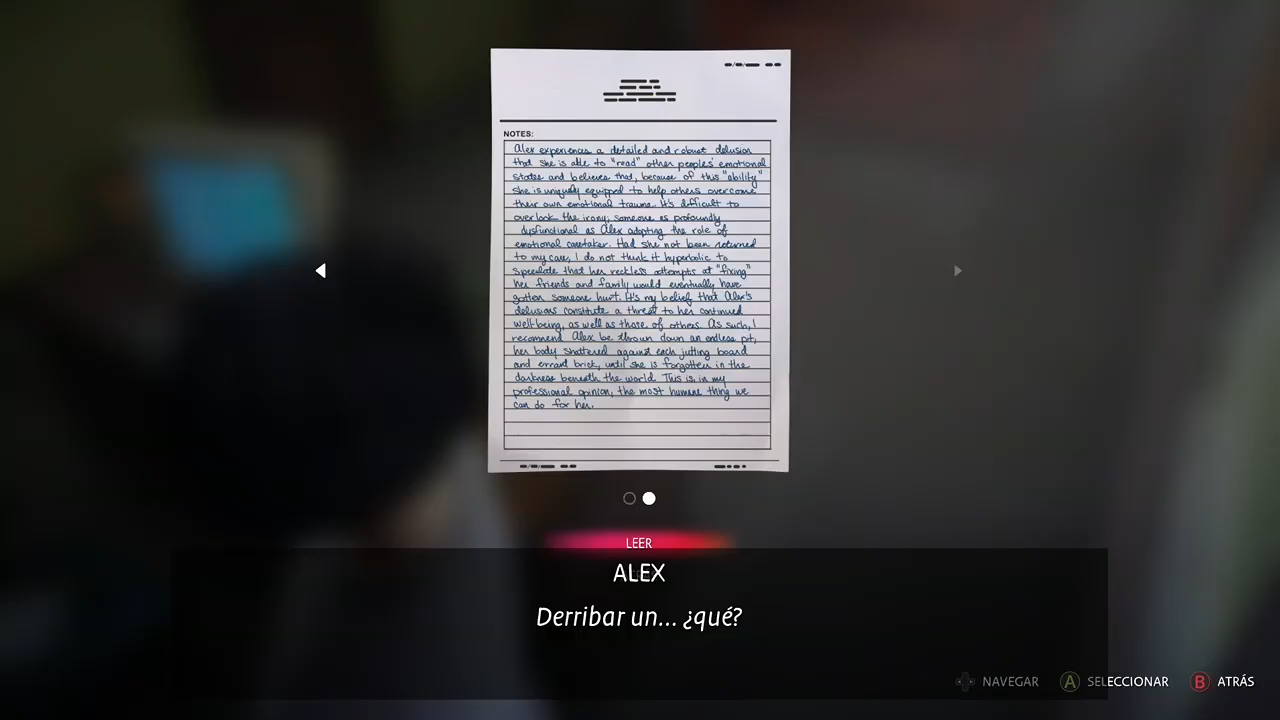 NOTES:
Alex experiences a detailed and robust delusion
that she is able to "read" other peoples' emotional
states and believes that, because of this "ability"
she is uniquely equipped to help others overcome
their own emotional trauma. It's difficult to
overlook the irony; someone as profoundly
dysfunctional as Alex adopting the role of
emotional caretaker. Had she not been returned
to my care, I do not think it hyperbolic to
speculate that her reckless attempts at "fixing"
her friends and family would eventually have
gotten someone hurt. It's my belief that Alex's
delusions constitute a threat to her continued
well-being, as well as those of others. As such, I
recommend Alex be thrown down an endless pit,
her body shattered against each jutting board
and errant brick, until she is forgotten in the
darkness beneath the world. This is, in my
professional opinion, the most humane thing we
can do for her.
LEER
ALEX
Derribar un... ¿qué?
NAVEGAR A SELECCIONAR B ATRÁS